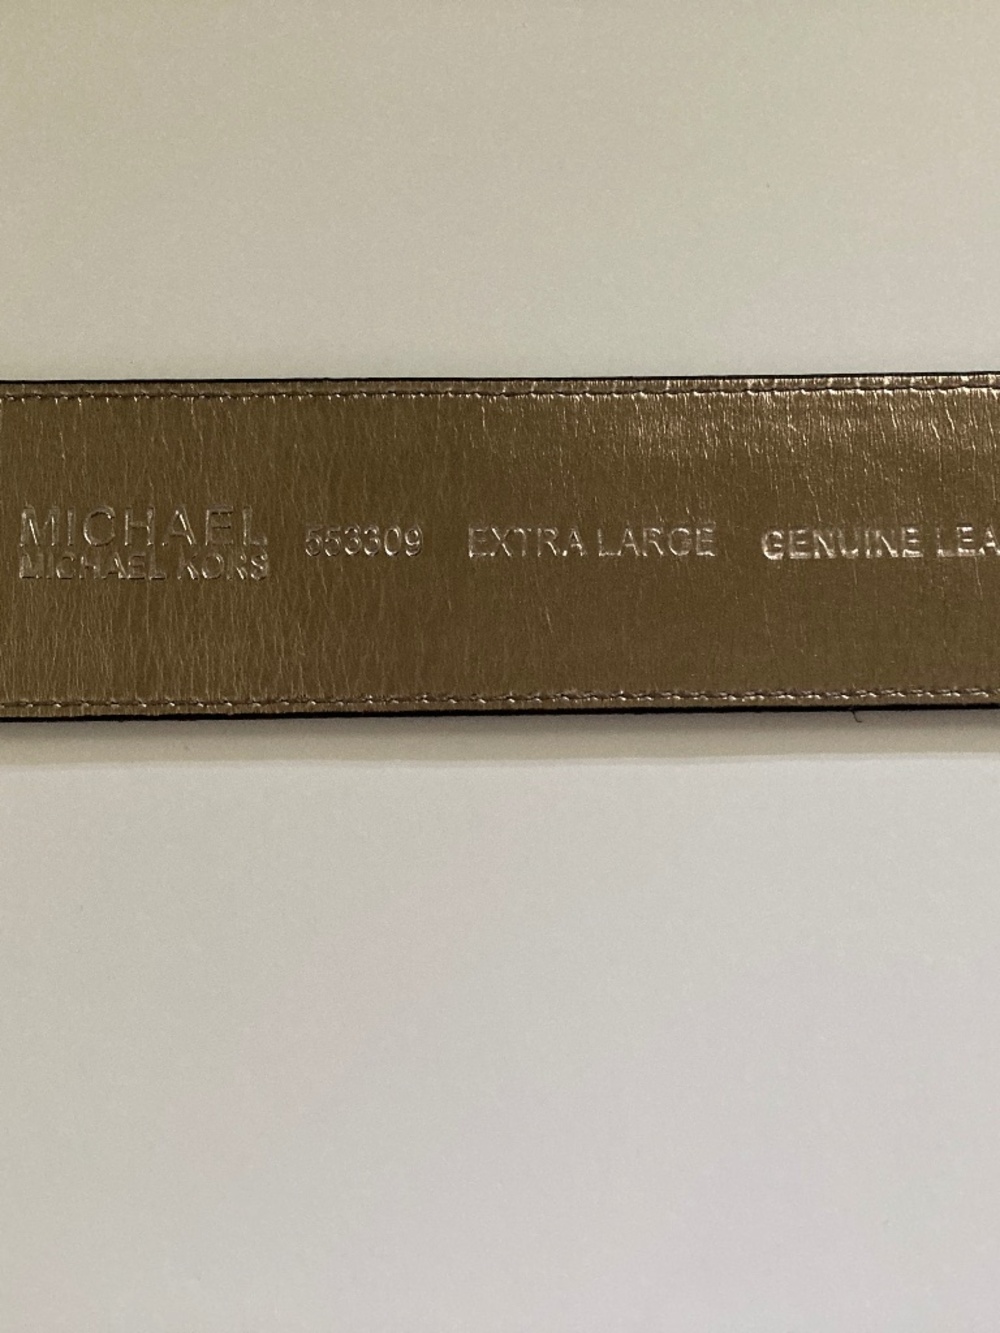 MICHAEL
MICHAEL KORS
553309 EXTRA LARGE GENUINE LEA